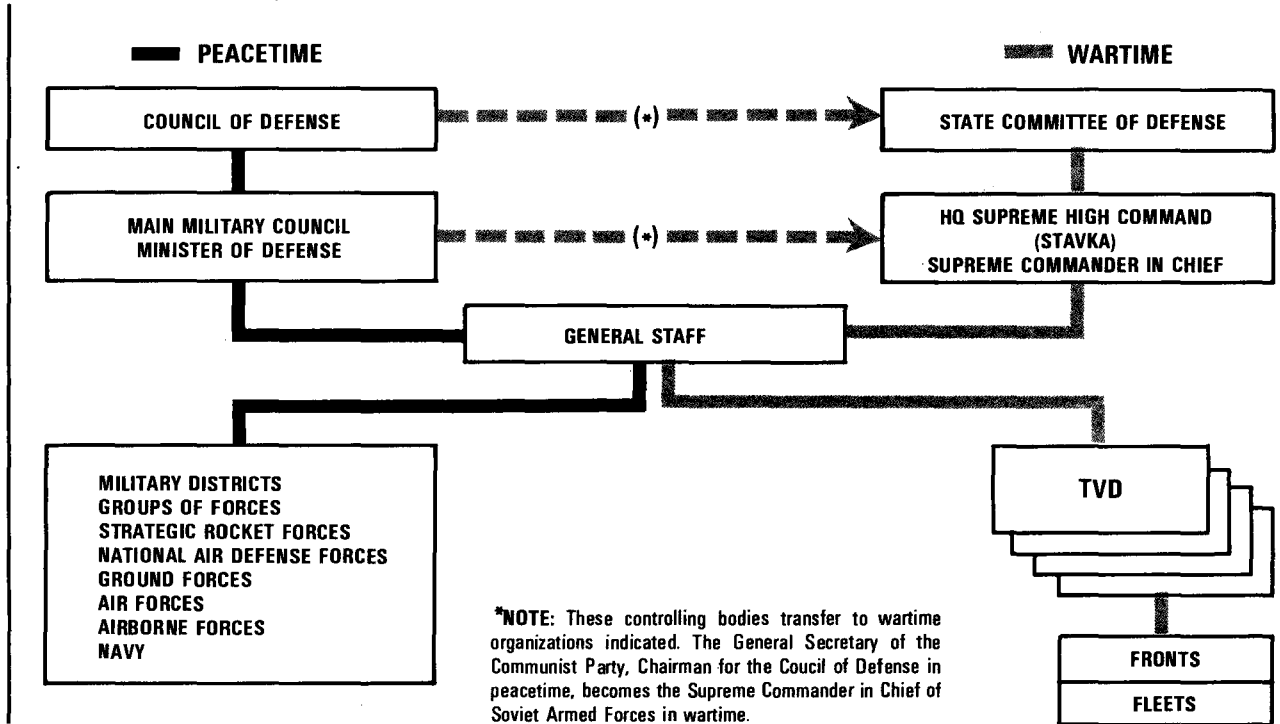 PEACETIME
WARTIME
COUNCIL OF DEFENSE
(*)
STATE COMMITTEE OF DEFENSE
MAIN MILITARY COUNCIL
MINISTER OF DEFENSE
(*)
HQ SUPREME HIGH COMMAND
(STAVKA)
SUPREME COMMANDER IN CHIEF
GENERAL STAFF
MILITARY DISTRICTS
GROUPS OF FORCES
STRATEGIC ROCKET FORCES
NATIONAL AIR DEFENSE FORCES
GROUND FORCES
AIR FORCES
AIRBORNE FORCES
NAVY
TVD
FRONTS
FLEETS
*NOTE: These controlling bodies transfer to wartime
organizations indicated. The General Secretary of the
Communist Party, Chairman for the Coucil of Defense in
peacetime, becomes the Supreme Commander in Chief of
Soviet Armed Forces in wartime.